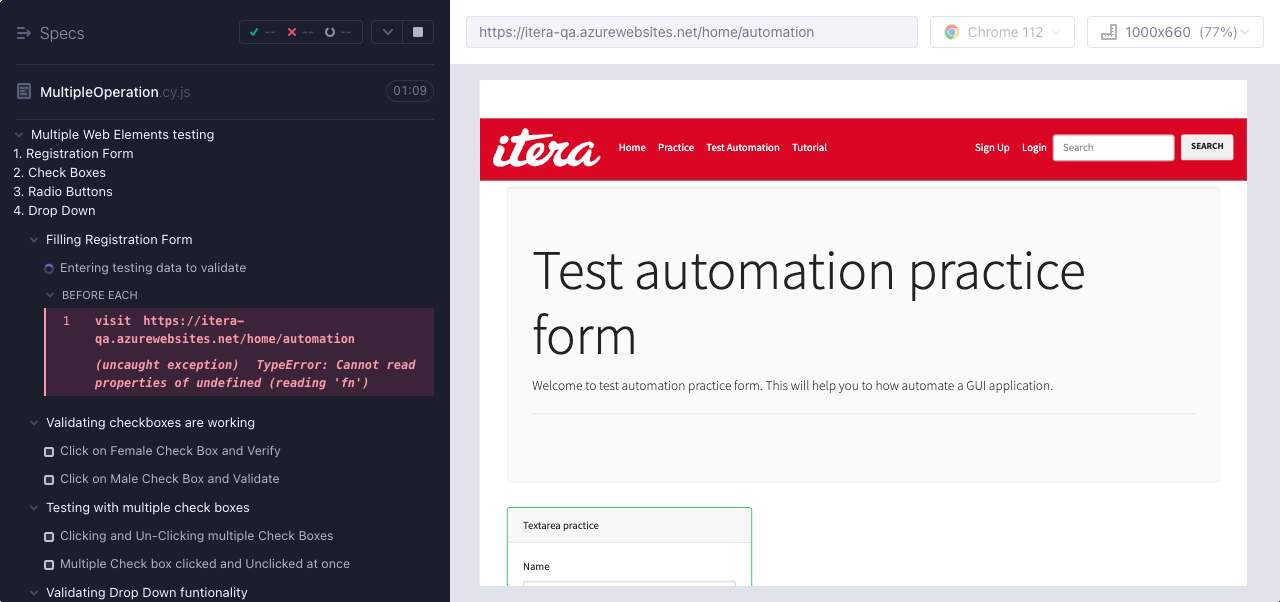 Specs
-- -- --
MultipleOperation.cy.js
01:09
Multiple Web Elements testing
1. Registration Form
2. Check Boxes
3. Radio Buttons
4. Drop Down
Filling Registration Form
Entering testing data to validate
BEFORE EACH
1 visit https://itera-
qa.azurewebsites.net/home/automation
(uncaught exception) TypeError: Cannot read
properties of undefined (reading 'fn')
Validating checkboxes are working
Click on Female Check Box and Verify
Click on Male Check Box and Validate
Testing with multiple check boxes
Clicking and Un-Clicking multiple Check Boxes
Multiple Check box clicked and Unclicked at once
Validating Drop Down funtionality
https://itera-qa.azurewebsites.net/home/automation
Chrome 112
1000x660 (77%)
itera
Home Practice Test Automation Tutorial
Sign Up Login Search SEARCH
Test automation practice
form
Welcome to test automation practice form. This will help you to how automate a GUI application.
Textarea practice
Name